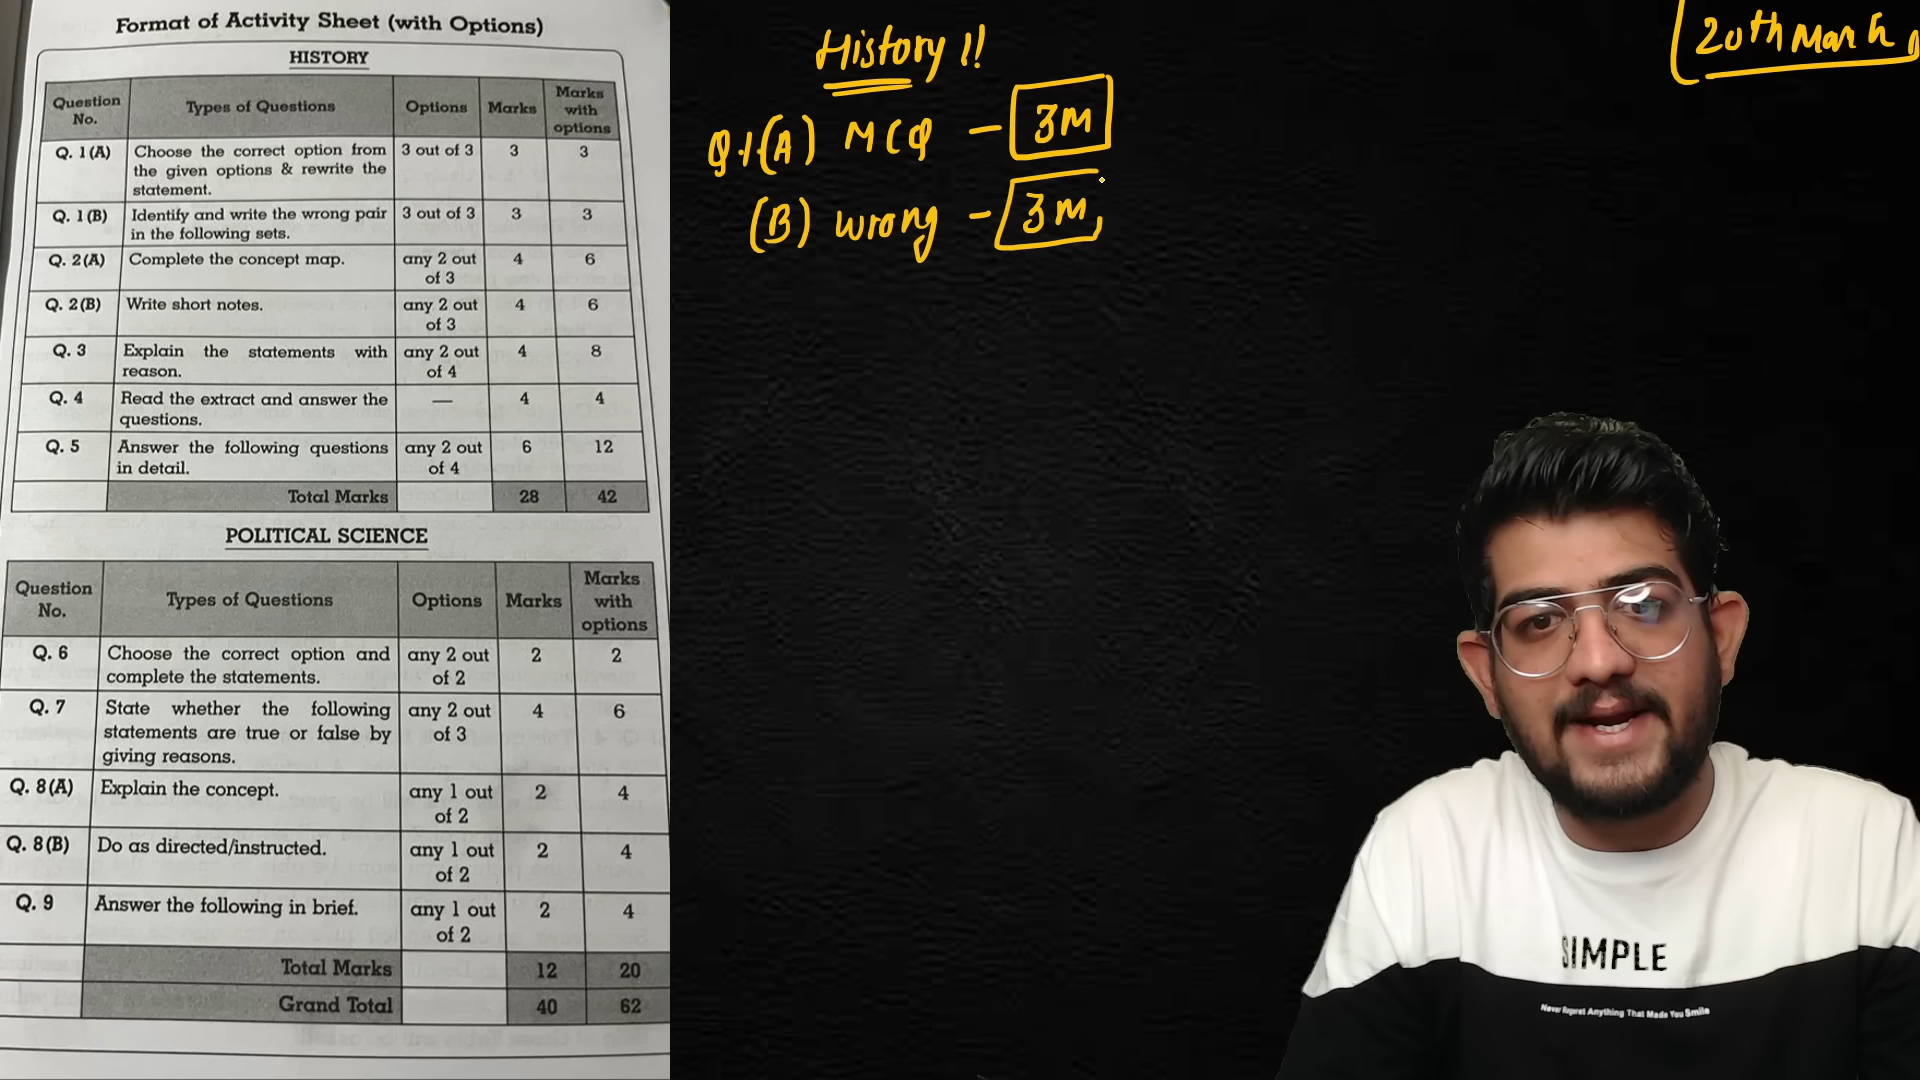 Format of Activity Sheet (with Options)
HISTORY
Question No. Types of Questions Options Marks Marks with options
Q. 1(A) Choose the correct option from the given options & rewrite the statement. 3 out of 3 3 3
Q. 1(B) Identify and write the wrong pair in the following sets. 3 out of 3 3 3
Q. 2(A) Complete the concept map. any 2 out of 3 4 6
Q. 2(B) Write short notes. any 2 out of 3 4 6
Q. 3 Explain the statements with reason. any 2 out of 4 4 8
Q. 4 Read the extract and answer the questions. — 4 4
Q. 5 Answer the following questions in detail. any 2 out of 4 6 12
Total Marks 28 42
POLITICAL SCIENCE
Question No. Types of Questions Options Marks Marks with options
Q. 6 Choose the correct option and complete the statements. any 2 out of 2 2 2
Q. 7 State whether the following statements are true or false by giving reasons. any 2 out of 3 4 6
Q. 8(A) Explain the concept. any 1 out of 2 2 4
Q. 8(B) Do as directed/instructed. any 1 out of 2 2 4
Q. 9 Answer the following in brief. any 1 out of 2 2 4
Total Marks 12 20
Grand Total 40 62
20th March
History !!
Q.1(A) MCQ – 3M
(B) wrong – 3M
SIMPLE
Never Regret Anything That Made You Smile